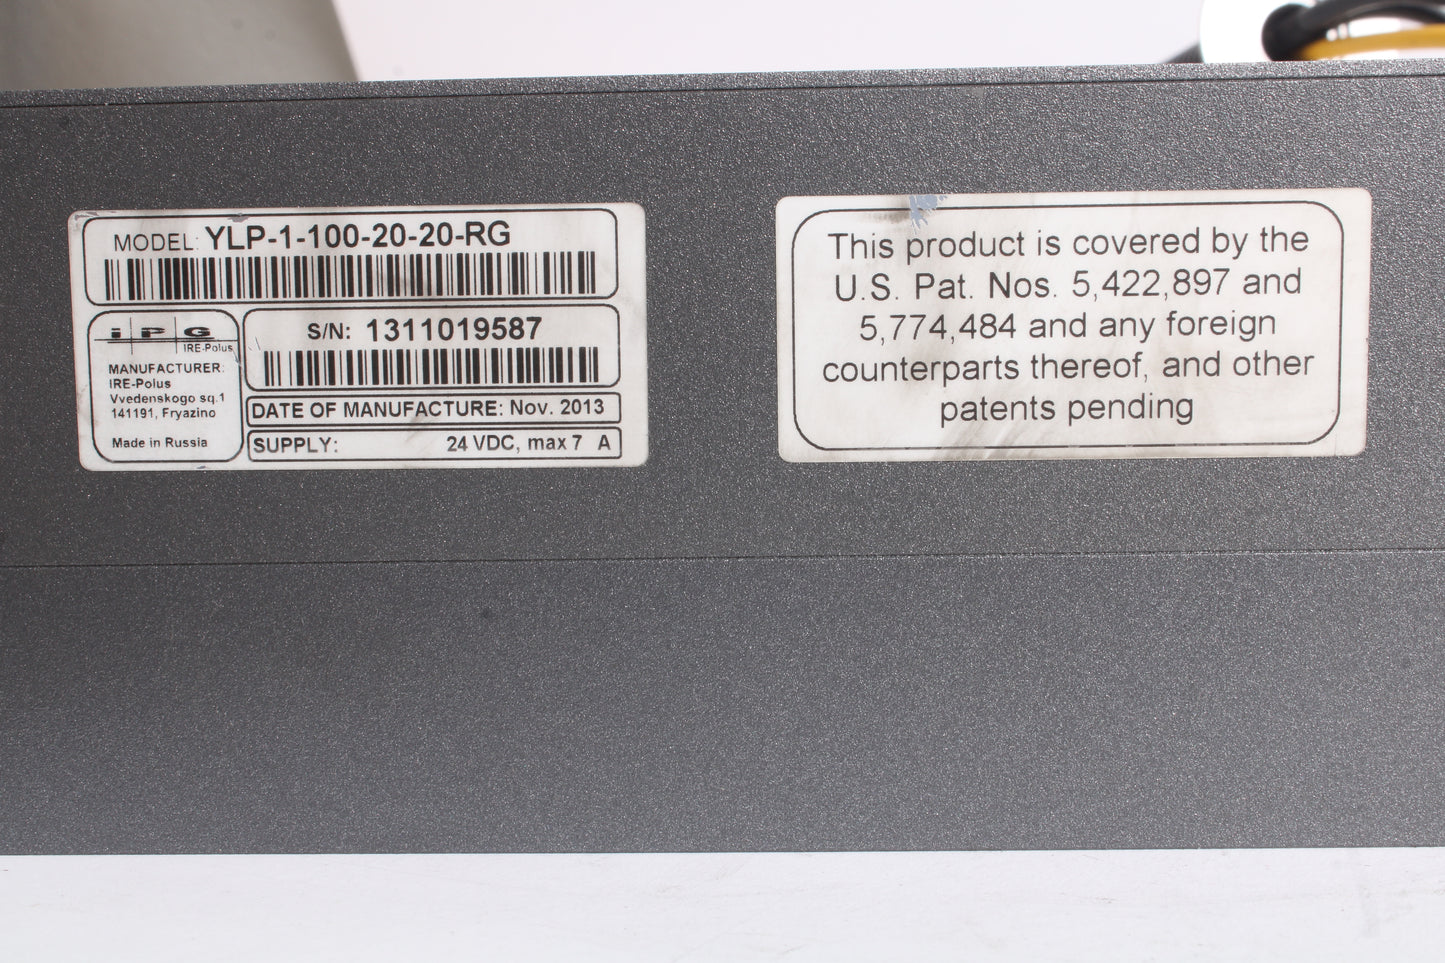 MODEL: YLP-1-100-20-20-RG
IPG
IRE-Polus
MANUFACTURER:
IRE-Polus
Vvedenskogo sq.1
141191, Fryazino
Made in Russia
S/N: 1311019587
DATE OF MANUFACTURE: Nov. 2013
SUPPLY: 24 VDC, max 7 A
This product is covered by the
U.S. Pat. Nos. 5,422,897 and
5,774,484 and any foreign
counterparts thereof, and other
patents pending